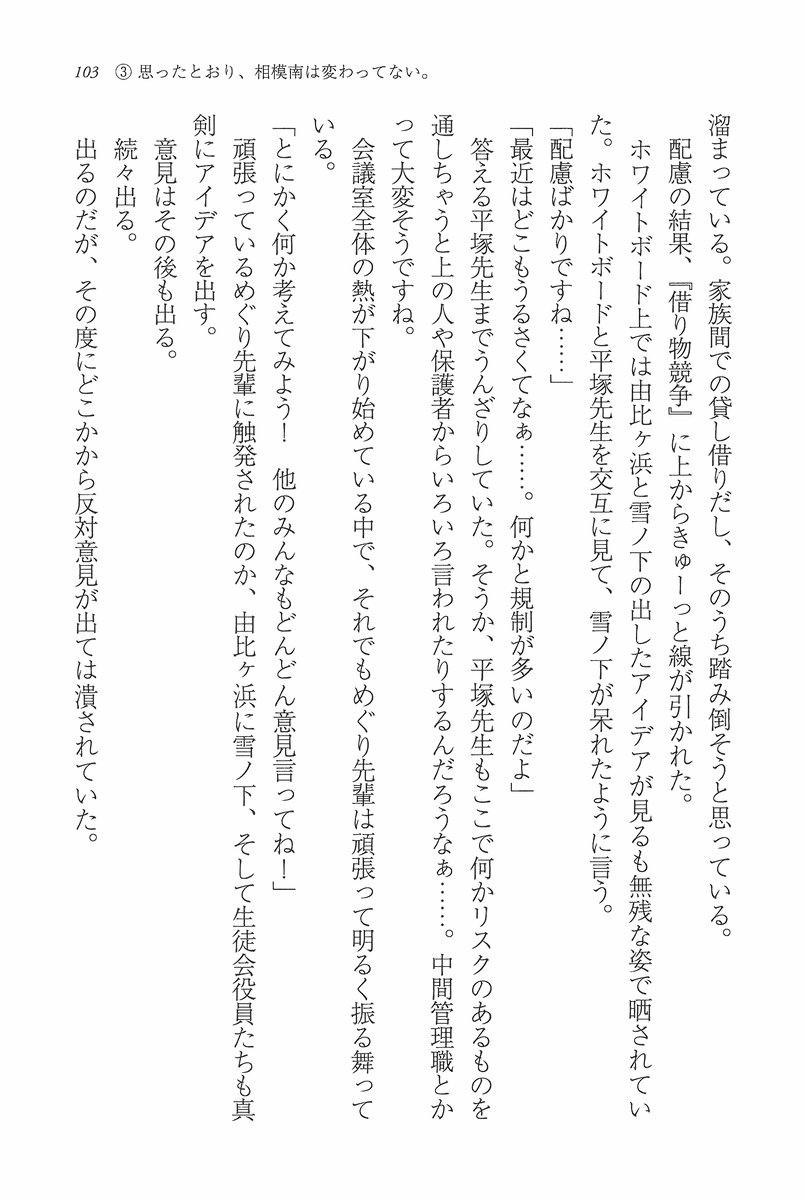 103　③ 思ったとおり、相模南は変わってない。
溜まっている。家族間での貸し借りだし、そのうち踏み倒そうと思っている。
配慮の結果、『借り物競争』に上からきゅーっと線が引かれた。
ホワイトボード上では由比ヶ浜と雪ノ下の出したアイデアが見るも無残な姿で晒されてい
た。ホワイトボードと平塚先生を交互に見て、雪ノ下が呆れたように言う。
「配慮ばかりですね……」
「最近はどこもうるさくてなぁ……。何かと規制が多いのだよ」
答える平塚先生までうんざりしていた。そうか、平塚先生もここで何かリスクのあるものを
通しちゃうと上の人や保護者からいろいろ言われたりするんだろうなぁ……。中間管理職とか
って大変そうですね。
会議室全体の熱が下がり始めている中で、それでもめぐり先輩は頑張って明るく振る舞って
いる。
「とにかく何か考えてみよう！　他のみんなもどんどん意見言ってね！」
頑張っているめぐり先輩に触発されたのか、由比ヶ浜に雪ノ下、そして生徒会役員たちも真
剣にアイデアを出す。
意見はその後も出る。
続々出る。
出るのだが、その度にどこかから反対意見が出ては潰されていた。